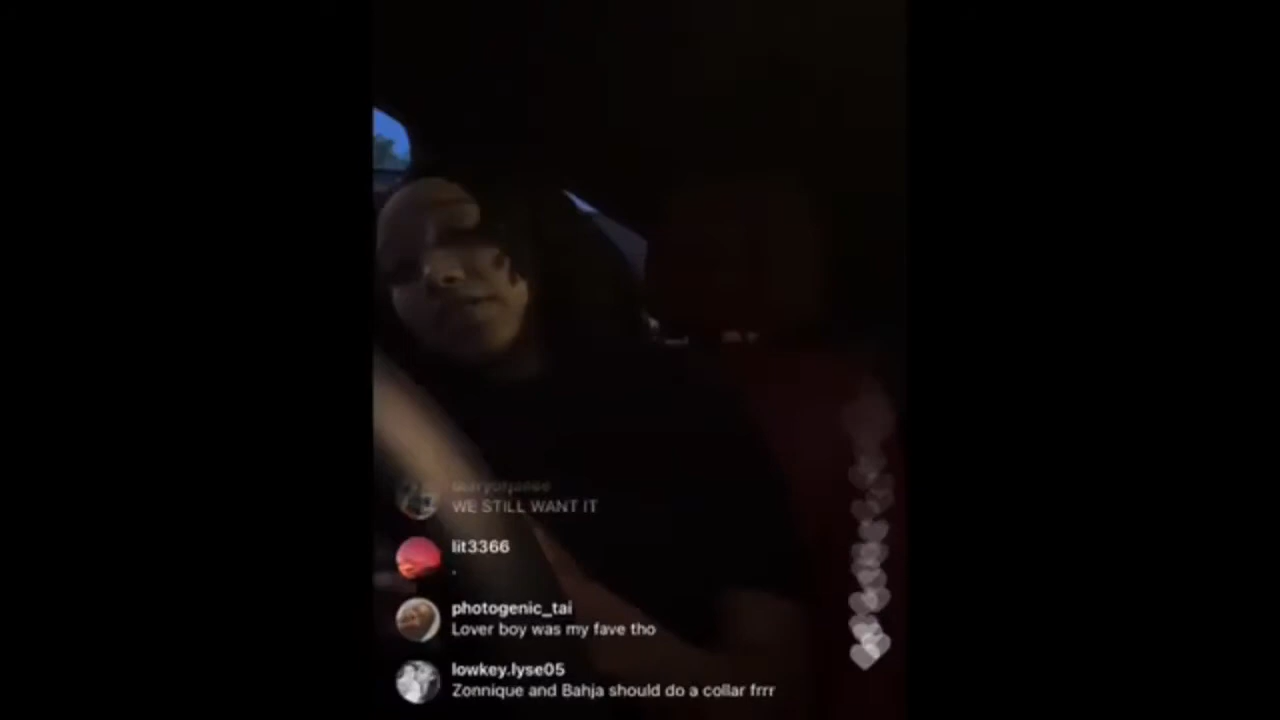 WE STILL WANT IT
lit3366
.
photogenic_tai
Lover boy was my fave tho
lowkey.lyse05
Zonnique and Bahja should do a collar frrr